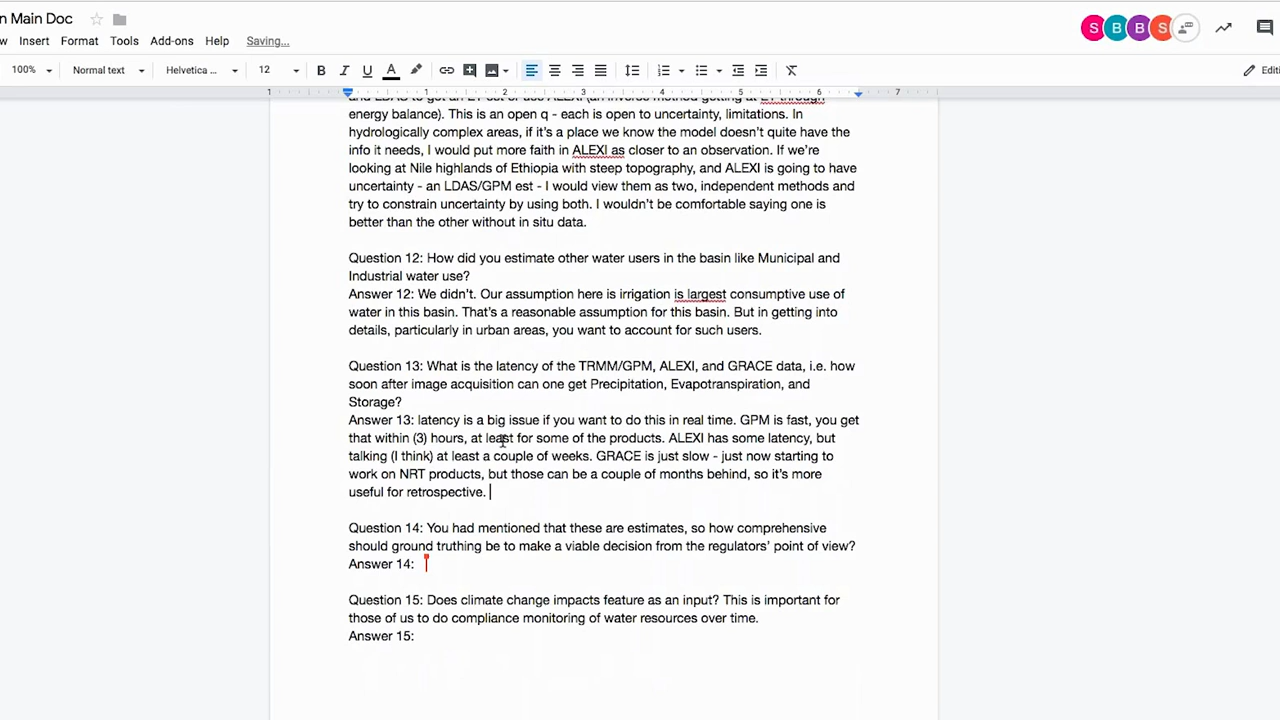 n Main Doc
S B B S
w Insert Format Tools Add-ons Help Saving...
100% Normal text Helvetica ... 12 B I U A Editi
1 1 2 3 4 5 6 7
energy balance). This is an open q - each is open to uncertainty, limitations. In
hydrologically complex areas, if it's a place we know the model doesn't quite have the
info it needs, I would put more faith in ALEXI as closer to an observation. If we're
looking at Nile highlands of Ethiopia with steep topography, and ALEXI is going to have
uncertainty - an LDAS/GPM est - I would view them as two, independent methods and
try to constrain uncertainty by using both. I wouldn't be comfortable saying one is
better than the other without in situ data.
Question 12: How did you estimate other water users in the basin like Municipal and
Industrial water use?
Answer 12: We didn't. Our assumption here is irrigation is largest consumptive use of
water in this basin. That's a reasonable assumption for this basin. But in getting into
details, particularly in urban areas, you want to account for such users.
Question 13: What is the latency of the TRMM/GPM, ALEXI, and GRACE data, i.e. how
soon after image acquisition can one get Precipitation, Evapotranspiration, and
Storage?
Answer 13: latency is a big issue if you want to do this in real time. GPM is fast, you get
that within (3) hours, at least for some of the products. ALEXI has some latency, but
talking (I think) at least a couple of weeks. GRACE is just slow - just now starting to
work on NRT products, but those can be a couple of months behind, so it's more
useful for retrospective.
Question 14: You had mentioned that these are estimates, so how comprehensive
should ground truthing be to make a viable decision from the regulators' point of view?
Answer 14:
Question 15: Does climate change impacts feature as an input? This is important for
those of us to do compliance monitoring of water resources over time.
Answer 15: